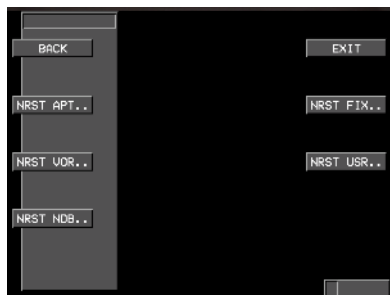 BACK
EXIT
NRST APT..
NRST FIX..
NRST VOR..
NRST USR..
NRST NDB..